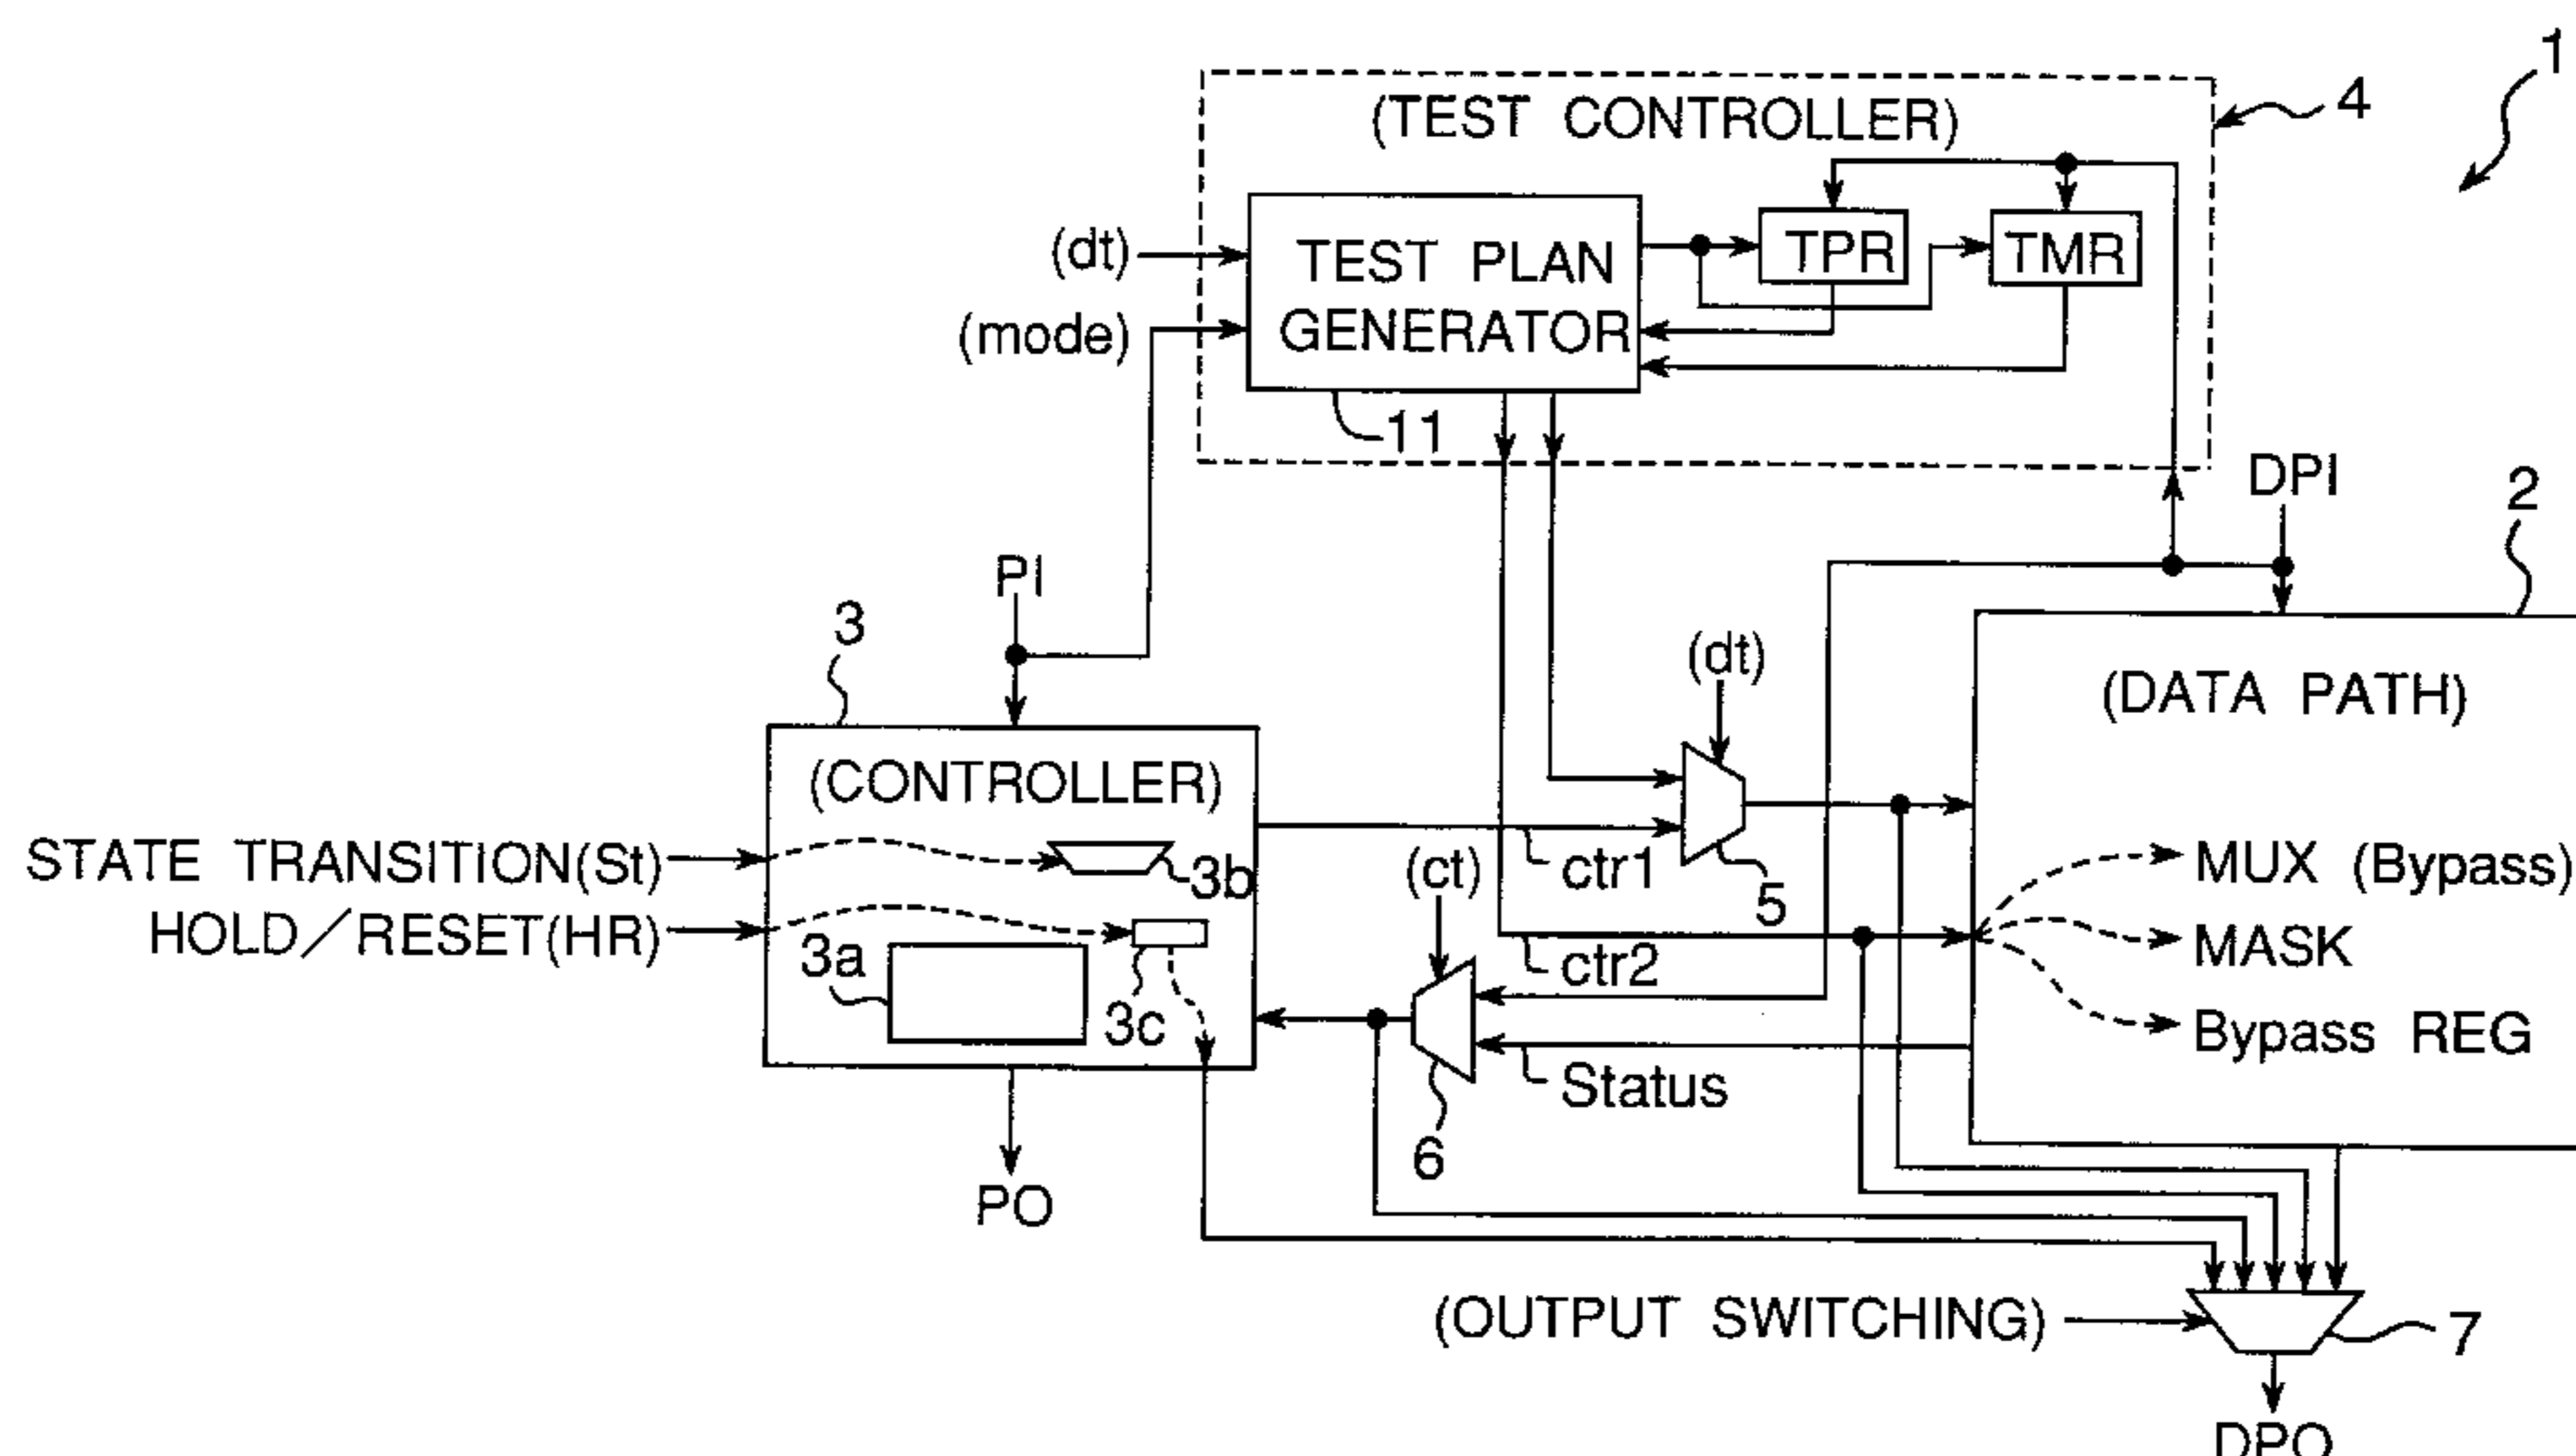 1
(TEST CONTROLLER)
4
(dt)
TEST PLAN
GENERATOR
TPR
TMR
(mode)
11
DPI
2
PI
3
(dt)
(DATA PATH)
(CONTROLLER)
STATE TRANSITION(St)
3b
(ct)
ctr1
5
MUX (Bypass)
HOLD/RESET(HR)
3a
3c
ctr2
MASK
Bypass REG
Status
6
PO
(OUTPUT SWITCHING)
7
DPO